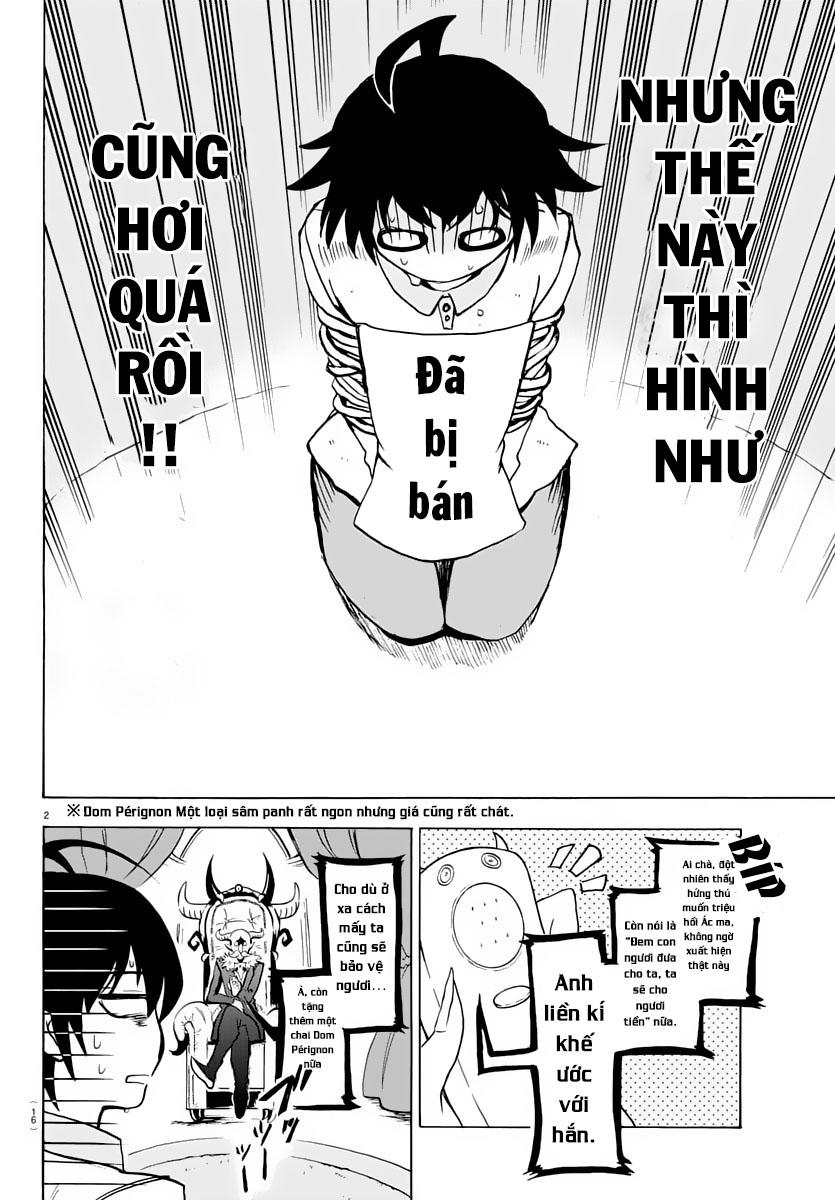 NHƯNG
THẾ
NÀY
THÌ
HÌNH
NHƯ
CŨNG
HƠI
QUÁ
RỒI
!!
Đã
bị
bán
2
※ Dom Pérignon Một loại sâm panh rất ngon nhưng giá cũng rất chát.
BÍP
Ai chà, đột
nhiên thấy
hứng thú
muốn triệu
hồi Ác ma,
không ngờ
xuất hiện
thật này
Còn nói là
"Đem con
ngươi đưa
cho ta, ta
sẽ cho
ngươi
tiền" nữa.
Anh
liền kí
khế
ước
với
hắn.
Cho dù ở
xa cách
mấy ta
cũng sẽ
bảo vệ
ngươi...
À, còn
tặng
thêm một
chai Dom
Pérignon
nữa
(16)